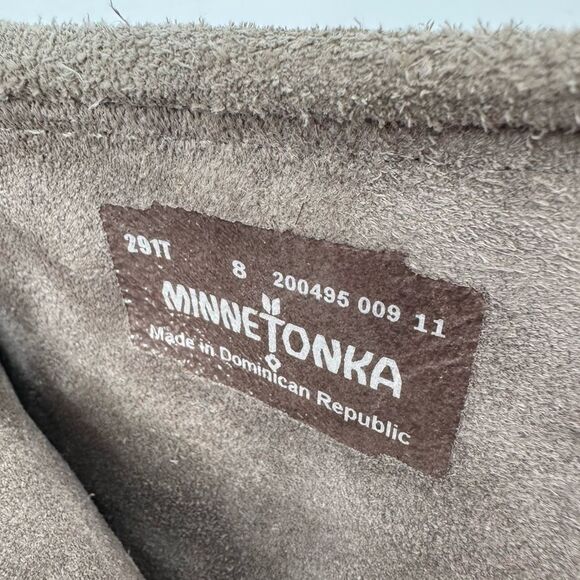 291T 8 200495 009 11
MINNETONKA
Made in Dominican Republic